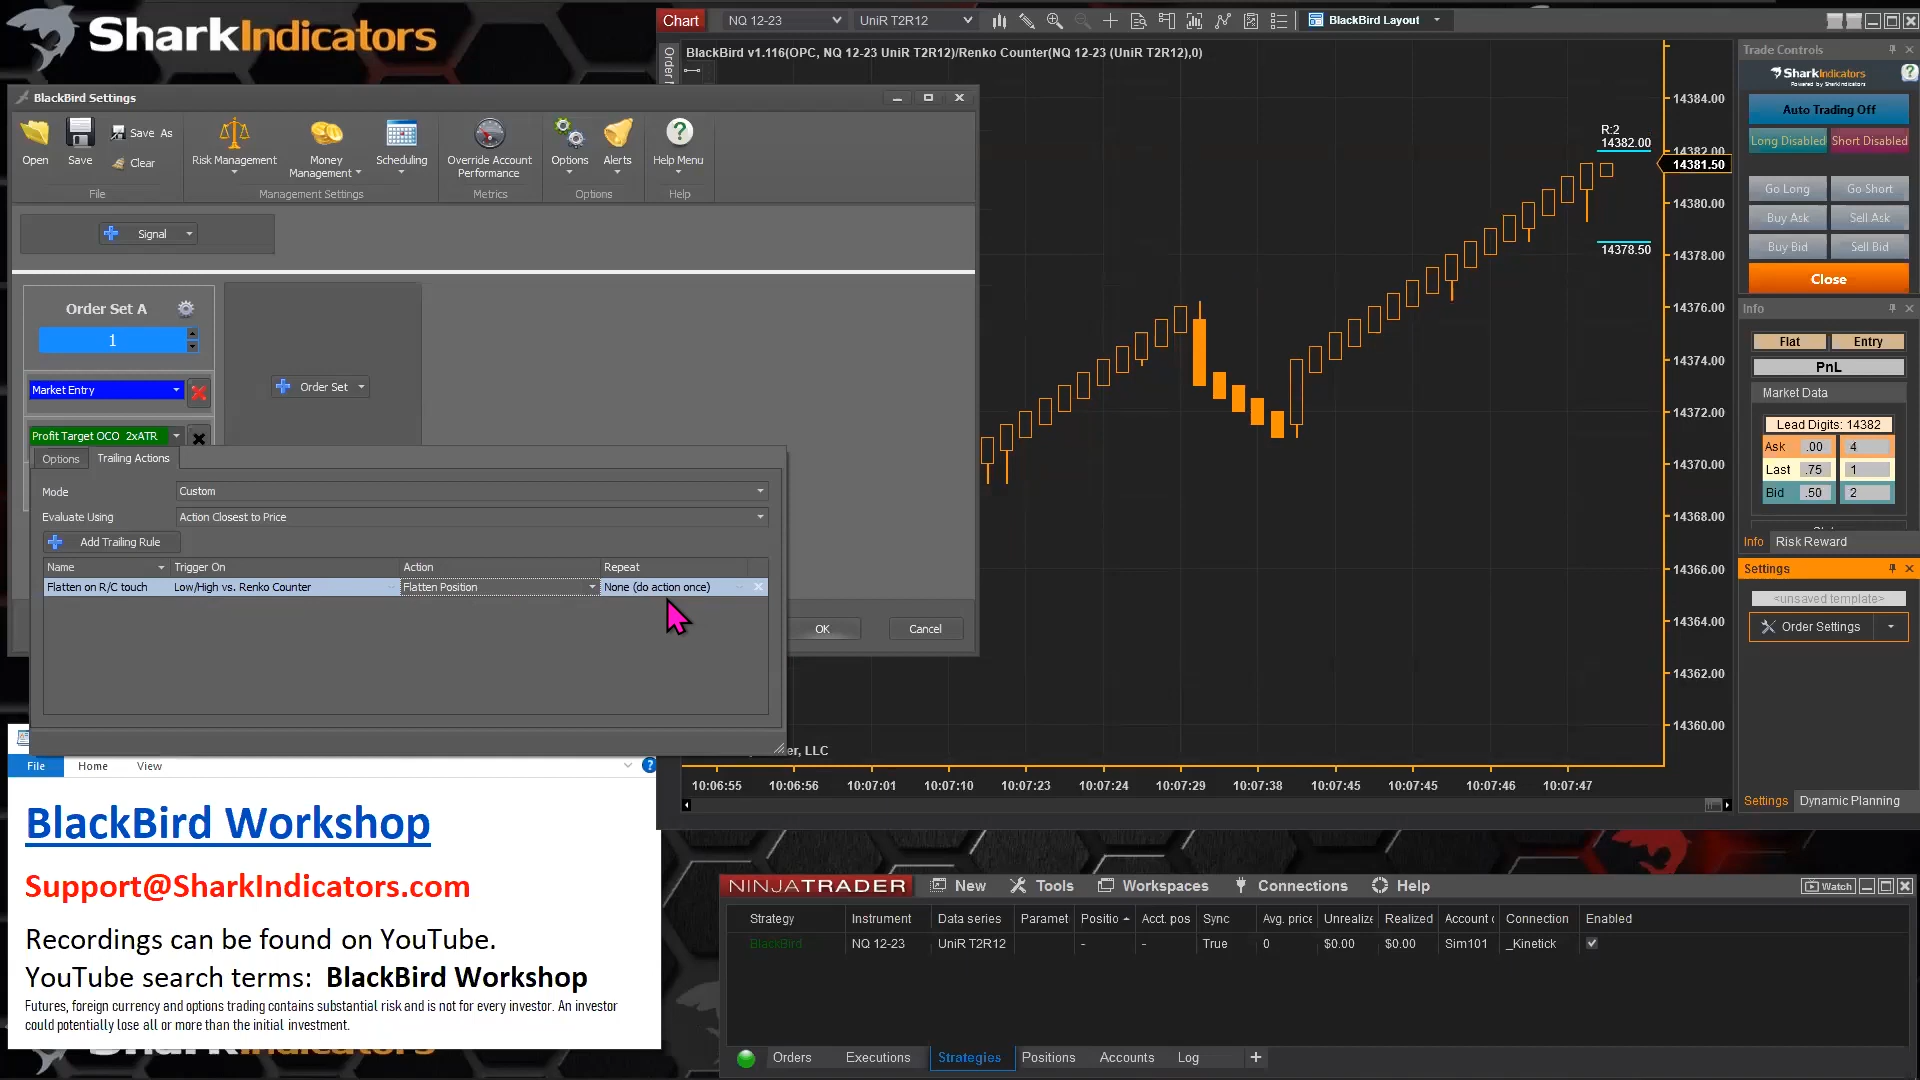 SharkIndicators
BlackBird Settings
Open
Save
Save As
Clear
File
Risk Management
Money
Management
Scheduling
Management Settings
Override Account
Performance
Metrics
Options
Alerts
Options
Help Menu
Help
Signal
Order Set A
1
Market Entry
Profit Target OCO 2xATR
Order Set
Options
Trailing Actions
Mode
Custom
Evaluate Using
Action Closest to Price
Add Trailing Rule
Name
Trigger On
Action
Repeat
Flatten on R/C touch
Low/High vs. Renko Counter
Flatten Position
None (do action once)
OK
Cancel
File
Home
View
BlackBird Workshop
Support@SharkIndicators.com
Recordings can be found on YouTube.
YouTube search terms: BlackBird Workshop
Futures, foreign currency and options trading contains substantial risk and is not for every investor. An investor
could potentially lose all or more than the initial investment.
Chart
NQ 12-23
UniR T2R12
BlackBird Layout
BlackBird v1.116(OPC, NQ 12-23 UniR T2R12)/Renko Counter(NQ 12-23 (UniR T2R12),0)
R:2
14382.00
14378.50
14384.00
14382.00
14381.50
14380.00
14378.00
14376.00
14374.00
14372.00
14370.00
14368.00
14366.00
14364.00
14362.00
14360.00
er, LLC
10:06:55
10:06:56
10:07:01
10:07:10
10:07:23
10:07:24
10:07:29
10:07:38
10:07:45
10:07:45
10:07:46
10:07:47
Trade Controls
SharkIndicators
Powered by SharkIndicators
Auto Trading Off
Long Disabled
Short Disabled
Go Long
Go Short
Buy Ask
Sell Ask
Buy Bid
Sell Bid
Close
Info
Flat
Entry
PnL
Market Data
Lead Digits: 14382
Ask .00 4
Last .75 1
Bid .50 2
Info
Risk Reward
Settings
<unsaved template>
Order Settings
Settings
Dynamic Planning
NINJATRADER
New
Tools
Workspaces
Connections
Help
Watch
Strategy
Instrument
Data series
Paramet
Positio
Acct. pos
Sync
Avg. price
Unrealize
Realized
Account
Connection
Enabled
BlackBird
NQ 12-23
UniR T2R12
-
-
True
0
$0.00
$0.00
Sim101
_Kinetick
Orders
Executions
Strategies
Positions
Accounts
Log